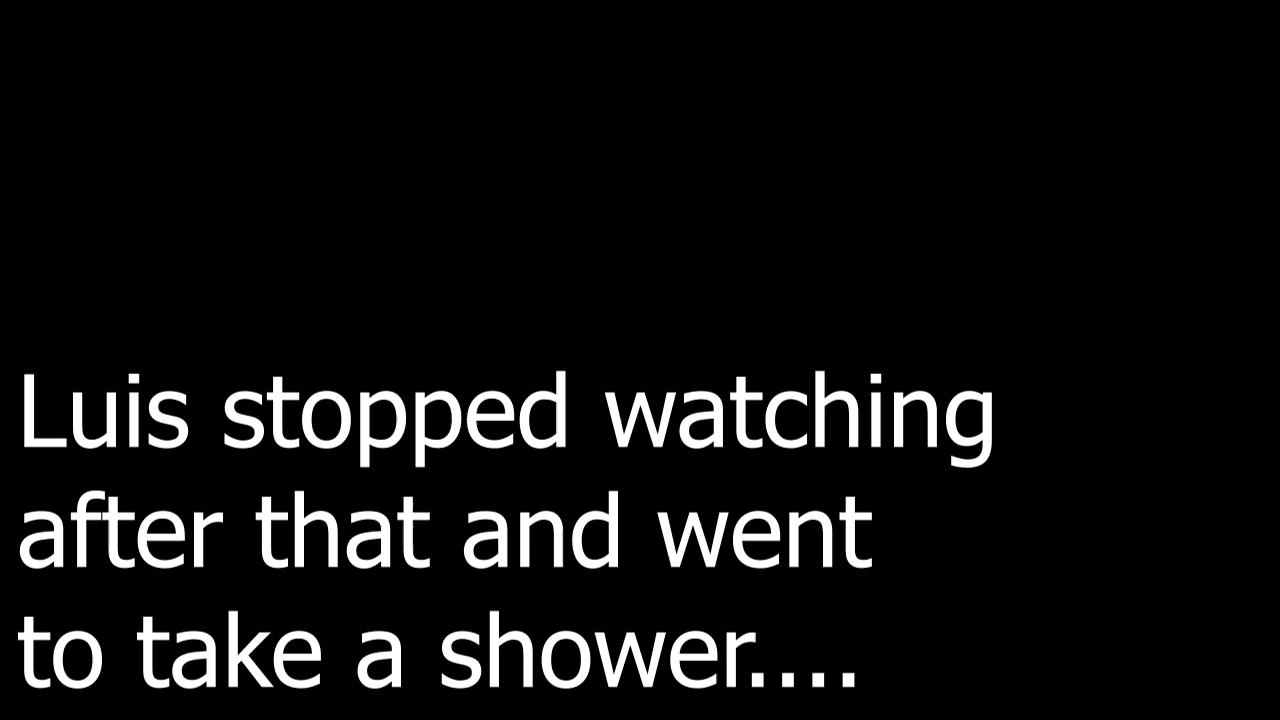 Luis stopped watching
after that and went
to take a shower....